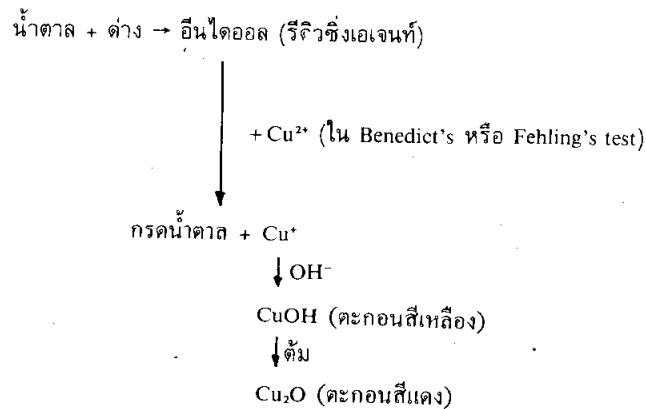 น้ำตาล + ด่าง → อีนไดออล (รีดิวซิ่งเอเจนท์)
+ Cu²⁺ (ใน Benedict's หรือ Fehling's test)
กรดน้ำตาล + Cu⁺
OH⁻
CuOH (ตะกอนสีเหลือง)
ต้ม
Cu₂O (ตะกอนสีแดง)